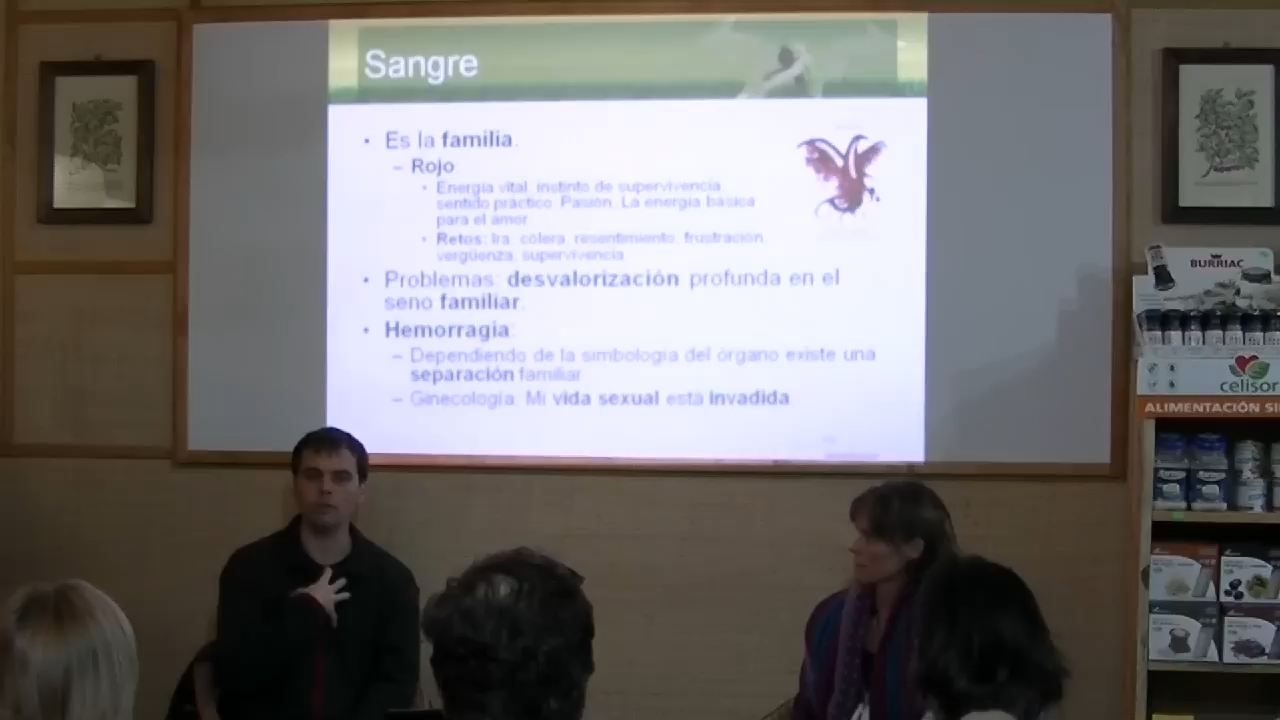 Sangre
• Es la familia.
– Rojo
• Energía vital, instinto de supervivencia,
sentido práctico. Pasión. La energía básica
para el amor
• Retos: Ira, cólera, resentimiento, frustración,
vergüenza, supervivencia.
• Problemas: desvalorización profunda en el
seno familiar.
• Hemorragia:
– Dependiendo de la simbología del órgano existe una
separación familiar
– Ginecología: Mi vida sexual está invadida
BURRIAC
celisor
ALIMENTACIÓN SI